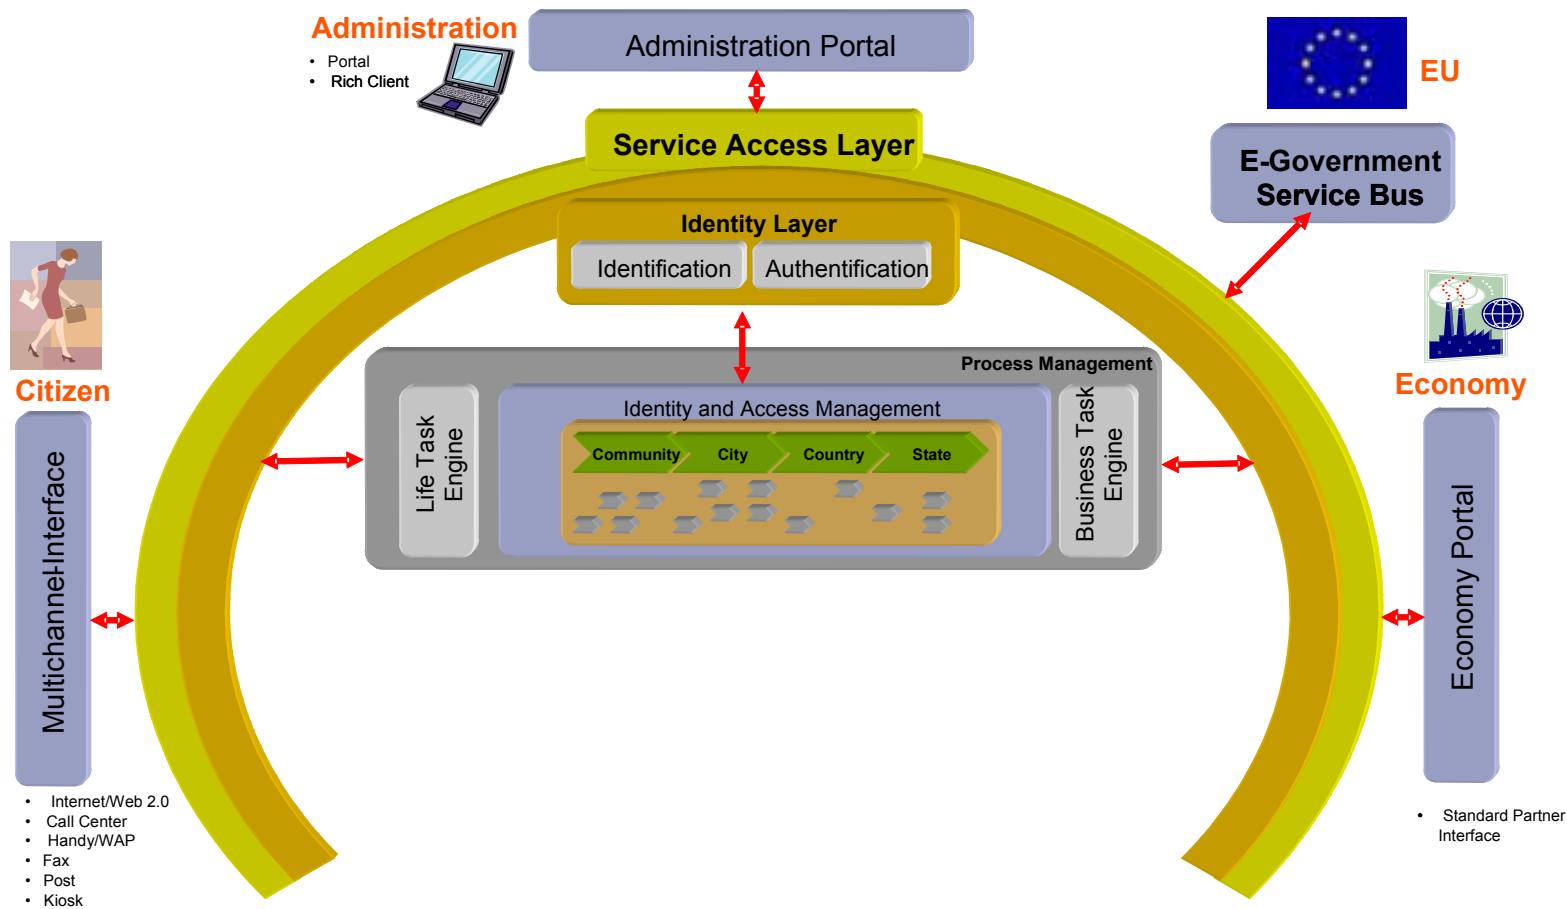 Administration
• Portal
• Rich Client
Administration Portal
EU
E-Government
Service Bus
Service Access Layer
Identity Layer
Identification
Authentification
Process Management
Life Task
Engine
Identity and Access Management
Community
City
Country
State
Business Task
Engine
Citizen
Multichannel-Interface
• Internet/Web 2.0
• Call Center
• Handy/WAP
• Fax
• Post
• Kiosk
Economy
Economy Portal
• Standard Partner
Interface